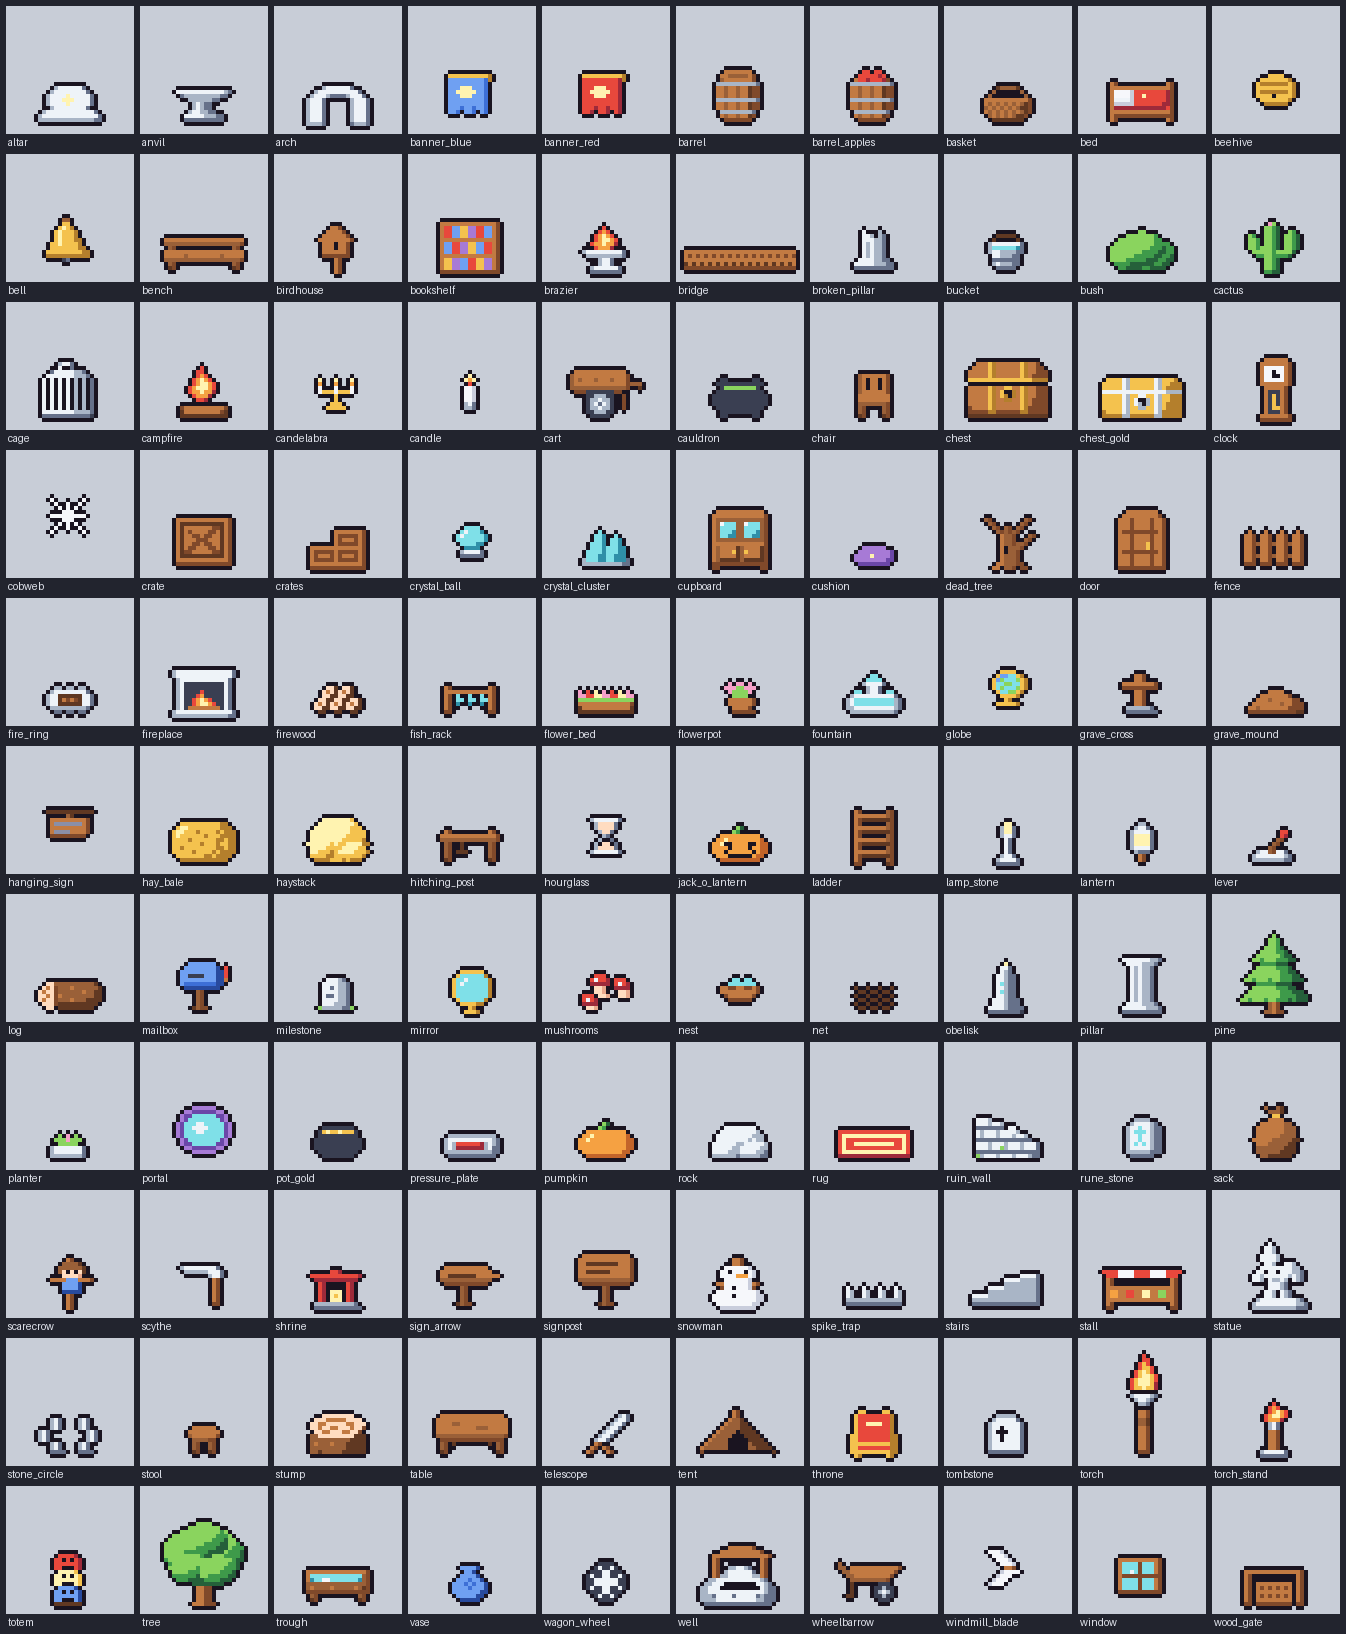 altar anvil arch banner_blue banner_red barrel barrel_apples basket bed beehive
bell bench birdhouse bookshelf brazier bridge broken_pillar bucket bush cactus
cage campfire candelabra candle cart cauldron chair chest chest_gold clock
cobweb crate crates crystal_ball crystal_cluster cupboard cushion dead_tree door fence
fire_ring fireplace firewood fish_rack flower_bed flowerpot fountain globe grave_cross grave_mound
hanging_sign hay_bale haystack hitching_post hourglass jack_o_lantern ladder lamp_stone lantern lever
log mailbox milestone mirror mushrooms nest net obelisk pillar pine
planter portal pot_gold pressure_plate pumpkin rock rug ruin_wall rune_stone sack
scarecrow scythe shrine sign_arrow signpost snowman spike_trap stairs stall statue
stone_circle stool stump table telescope tent throne tombstone torch torch_stand
totem tree trough vase wagon_wheel well wheelbarrow windmill_blade window wood_gate